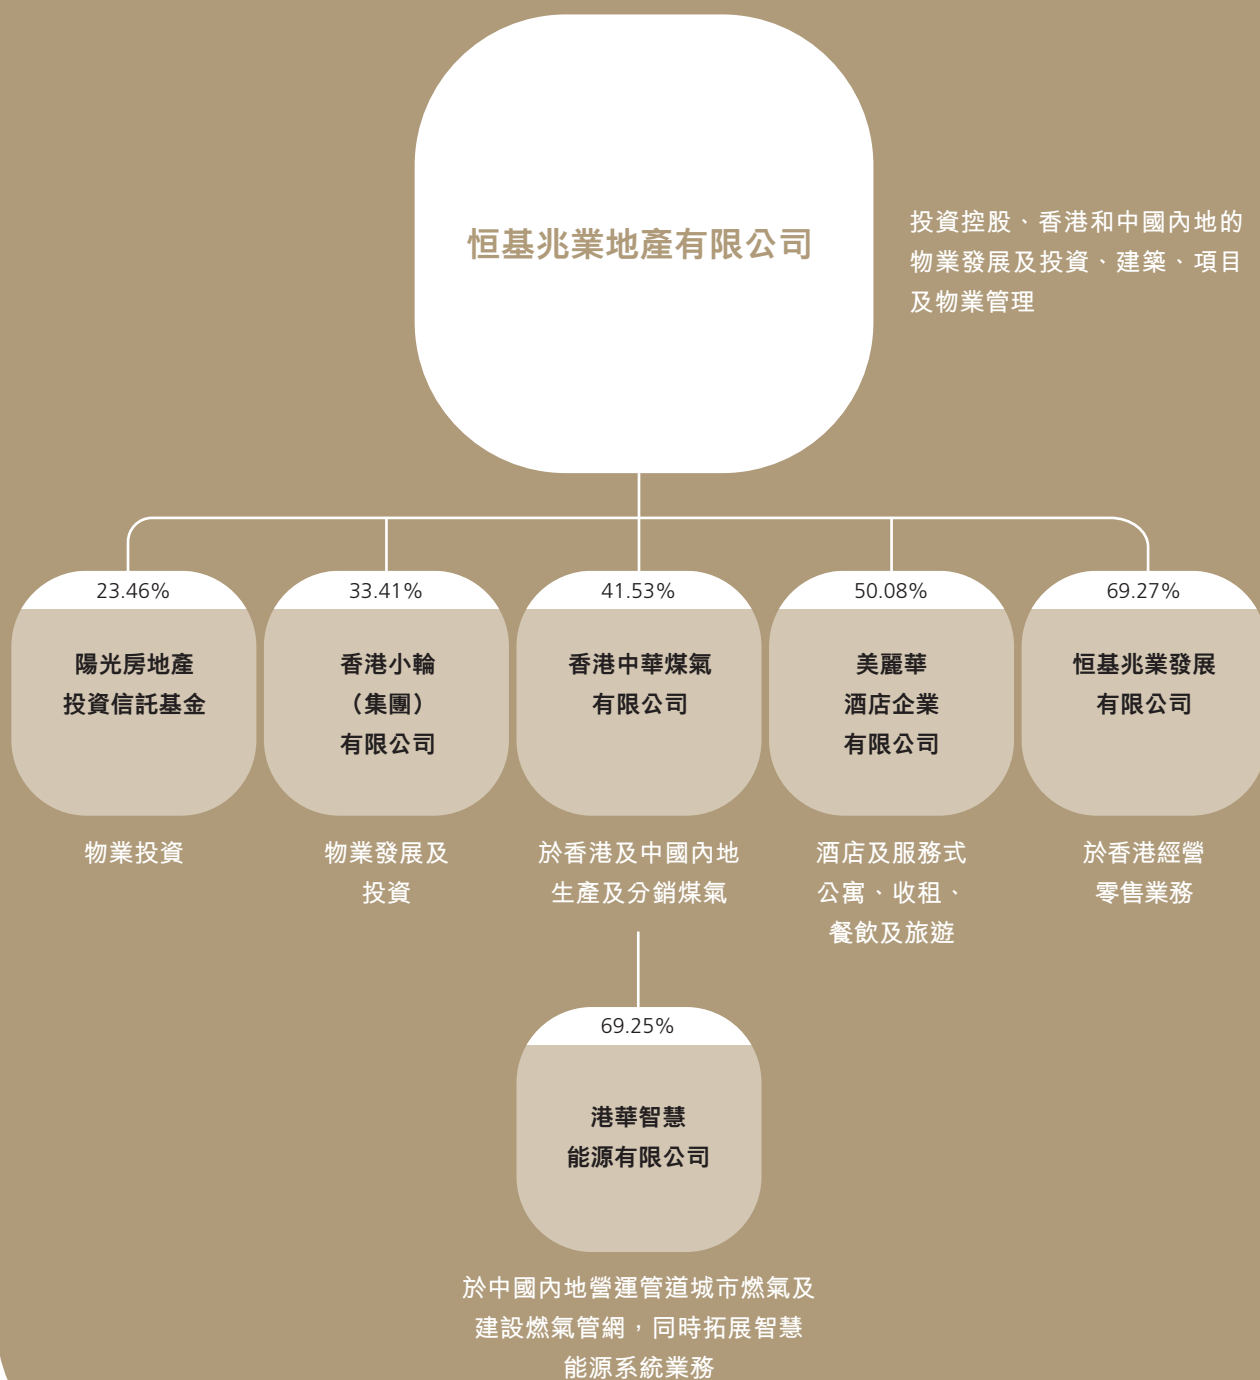 恒基兆業地產有限公司
投資控股、香港和中國內地的
物業發展及投資、建築、項目
及物業管理
23.46%
陽光房地產
投資信託基金
物業投資
33.41%
香港小輪
（集團）
有限公司
物業發展及
投資
41.53%
香港中華煤氣
有限公司
於香港及中國內地
生產及分銷煤氣
50.08%
美麗華
酒店企業
有限公司
酒店及服務式
公寓、收租、
餐飲及旅遊
69.27%
恒基兆業發展
有限公司
於香港經營
零售業務
69.25%
港華智慧
能源有限公司
於中國內地營運管道城市燃氣及
建設燃氣管網，同時拓展智慧
能源系統業務